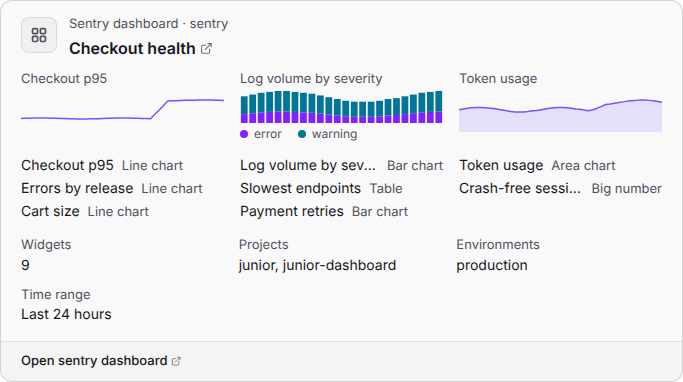 Sentry dashboard · sentry
Checkout health
Checkout p95
Log volume by severity
Token usage
error warning
Checkout p95 Line chart
Log volume by sev... Bar chart
Token usage Area chart
Errors by release Line chart
Slowest endpoints Table
Crash-free sessi... Big number
Cart size Line chart
Payment retries Bar chart
Widgets
9
Projects
junior, junior-dashboard
Environments
production
Time range
Last 24 hours
Open sentry dashboard